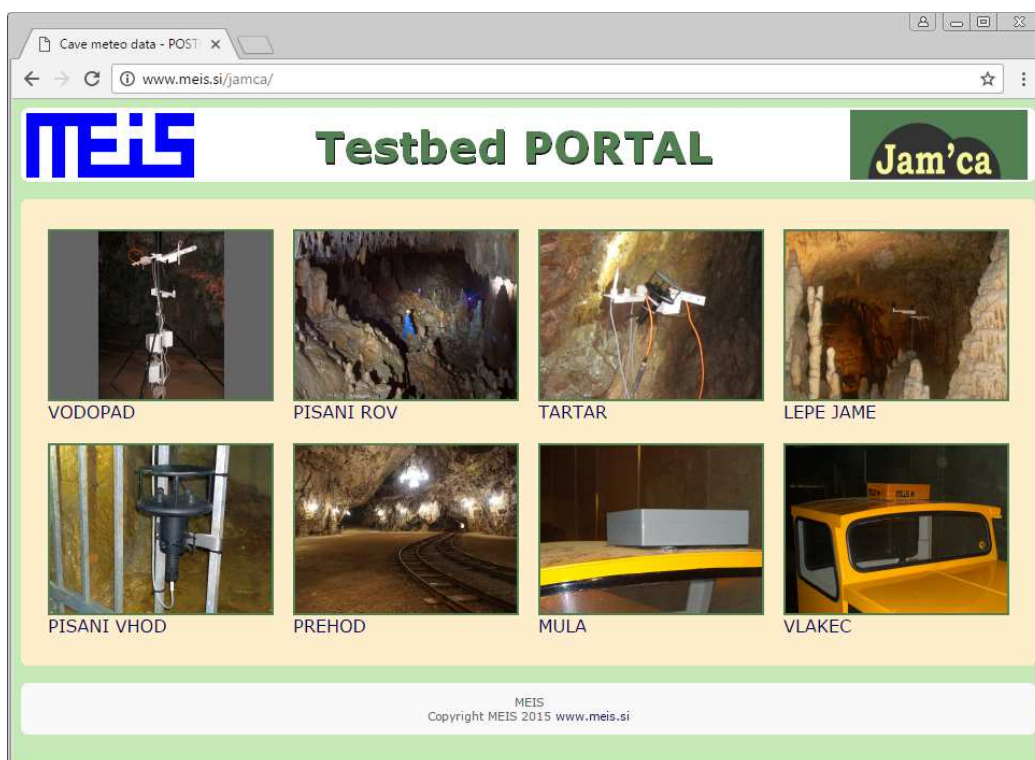 Cave meteo data - POST
www.meis.si/jamca/
MEIS
Testbed PORTAL
Jam'ca
VODOPAD
PISANI ROV
TARTAR
LEPE JAME
PISANI VHOD
PREHOD
MULA
VLAKEC
MEIS
Copyright MEIS 2015 www.meis.si